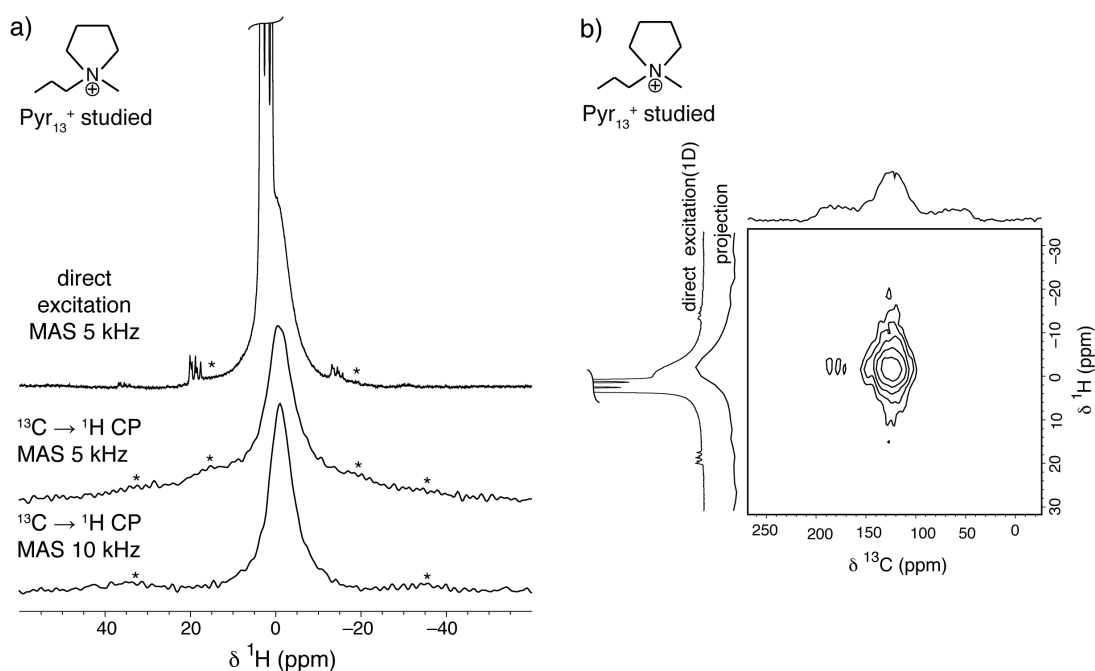 a)
N
⊕
Pyr₁₃⁺ studied
direct
excitation
MAS 5 kHz
*
*
¹³C → ¹H CP
MAS 5 kHz
*
*
*
*
¹³C → ¹H CP
MAS 10 kHz
*
*
40 20 0 −20 −40
δ ¹H (ppm)
b)
N
⊕
Pyr₁₃⁺ studied
direct excitation(1D)
projection
−30
−20
−10
0
10
20
30
δ ¹H (ppm)
250 200 150 100 50 0
δ ¹³C (ppm)